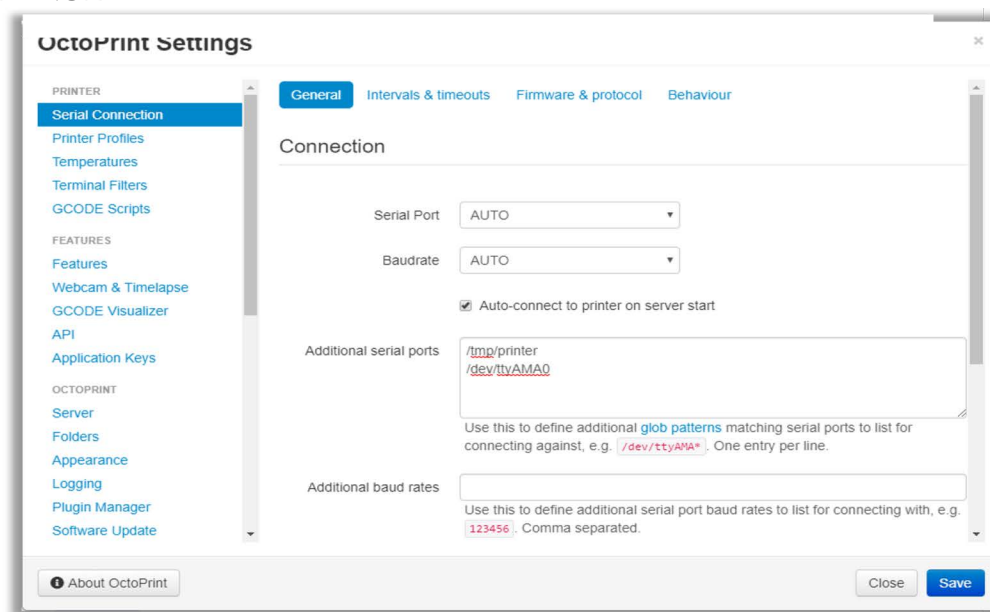 OctoPrint Settings
×
PRINTER
Serial Connection
Printer Profiles
Temperatures
Terminal Filters
GCODE Scripts
FEATURES
Features
Webcam & Timelapse
GCODE Visualizer
API
Application Keys
OCTOPRINT
Server
Folders
Appearance
Logging
Plugin Manager
Software Update
General Intervals & timeouts Firmware & protocol Behaviour
Connection
Serial Port AUTO
Baudrate AUTO
Auto-connect to printer on server start
Additional serial ports /tmp/printer
/dev/ttyAMA0
Use this to define additional glob patterns matching serial ports to list for
connecting against, e.g. /dev/ttyAMA* . One entry per line.
Additional baud rates
Use this to define additional serial port baud rates to list for connecting with, e.g.
123456 . Comma separated.
About OctoPrint Close Save